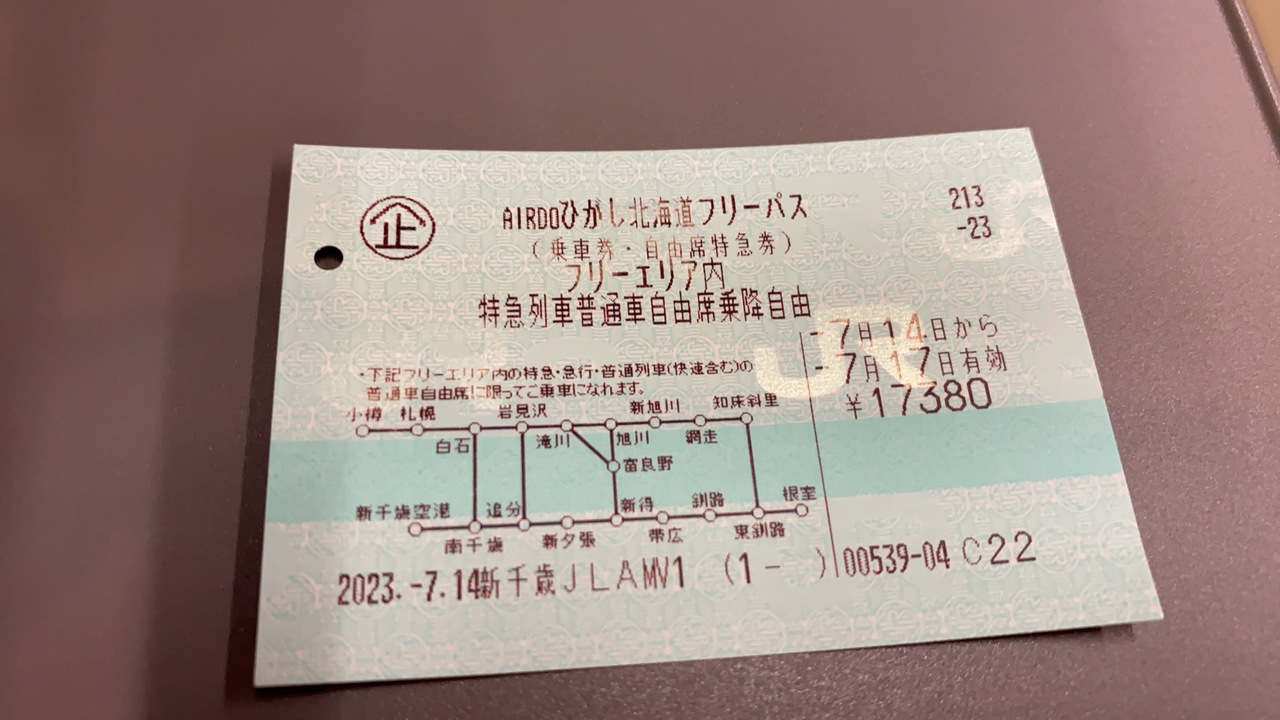 企
AIRDOひがし北海道フリーパス
213
-23
(乗車券・自由席特急券)
フリーエリア内
特急列車普通車自由席乗降自由
-7月14日から
-7月17日有効
¥17380
・下記フリーエリア内の特急・急行・普通列車(快速含む)の
普通車自由席に限ってご乗車になれます。
小樽 札幌 岩見沢 新旭川 知床斜里
白石 滝川 旭川 網走
富良野
新千歳空港 追分 新得 釧路 根室
南千歳 新夕張 帯広 東釧路
2023.-7.14新千歳JLAMV1 (1- )
00539-04 C22
JR